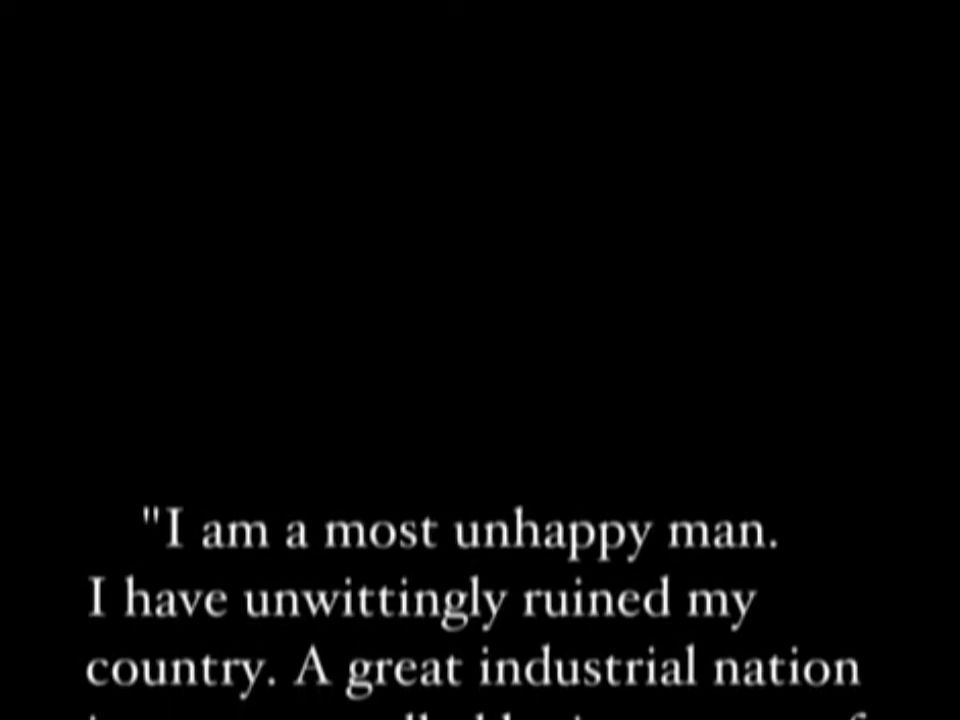 "I am a most unhappy man.
I have unwittingly ruined my
country. A great industrial nation